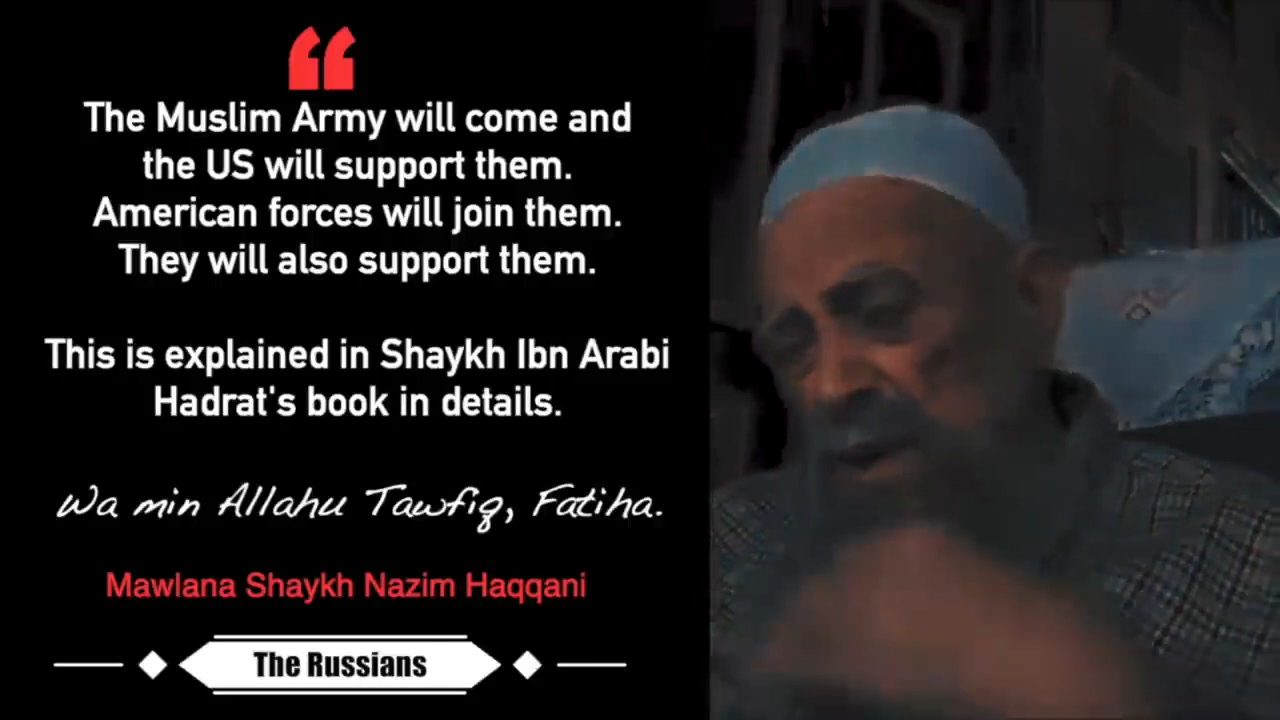 The Muslim Army will come and
the US will support them.
American forces will join them.
They will also support them.
This is explained in Shaykh Ibn Arabi
Hadrat's book in details.
Wa min Allahu Tawfiq, Fatiha.
Mawlana Shaykh Nazim Haqqani
The Russians